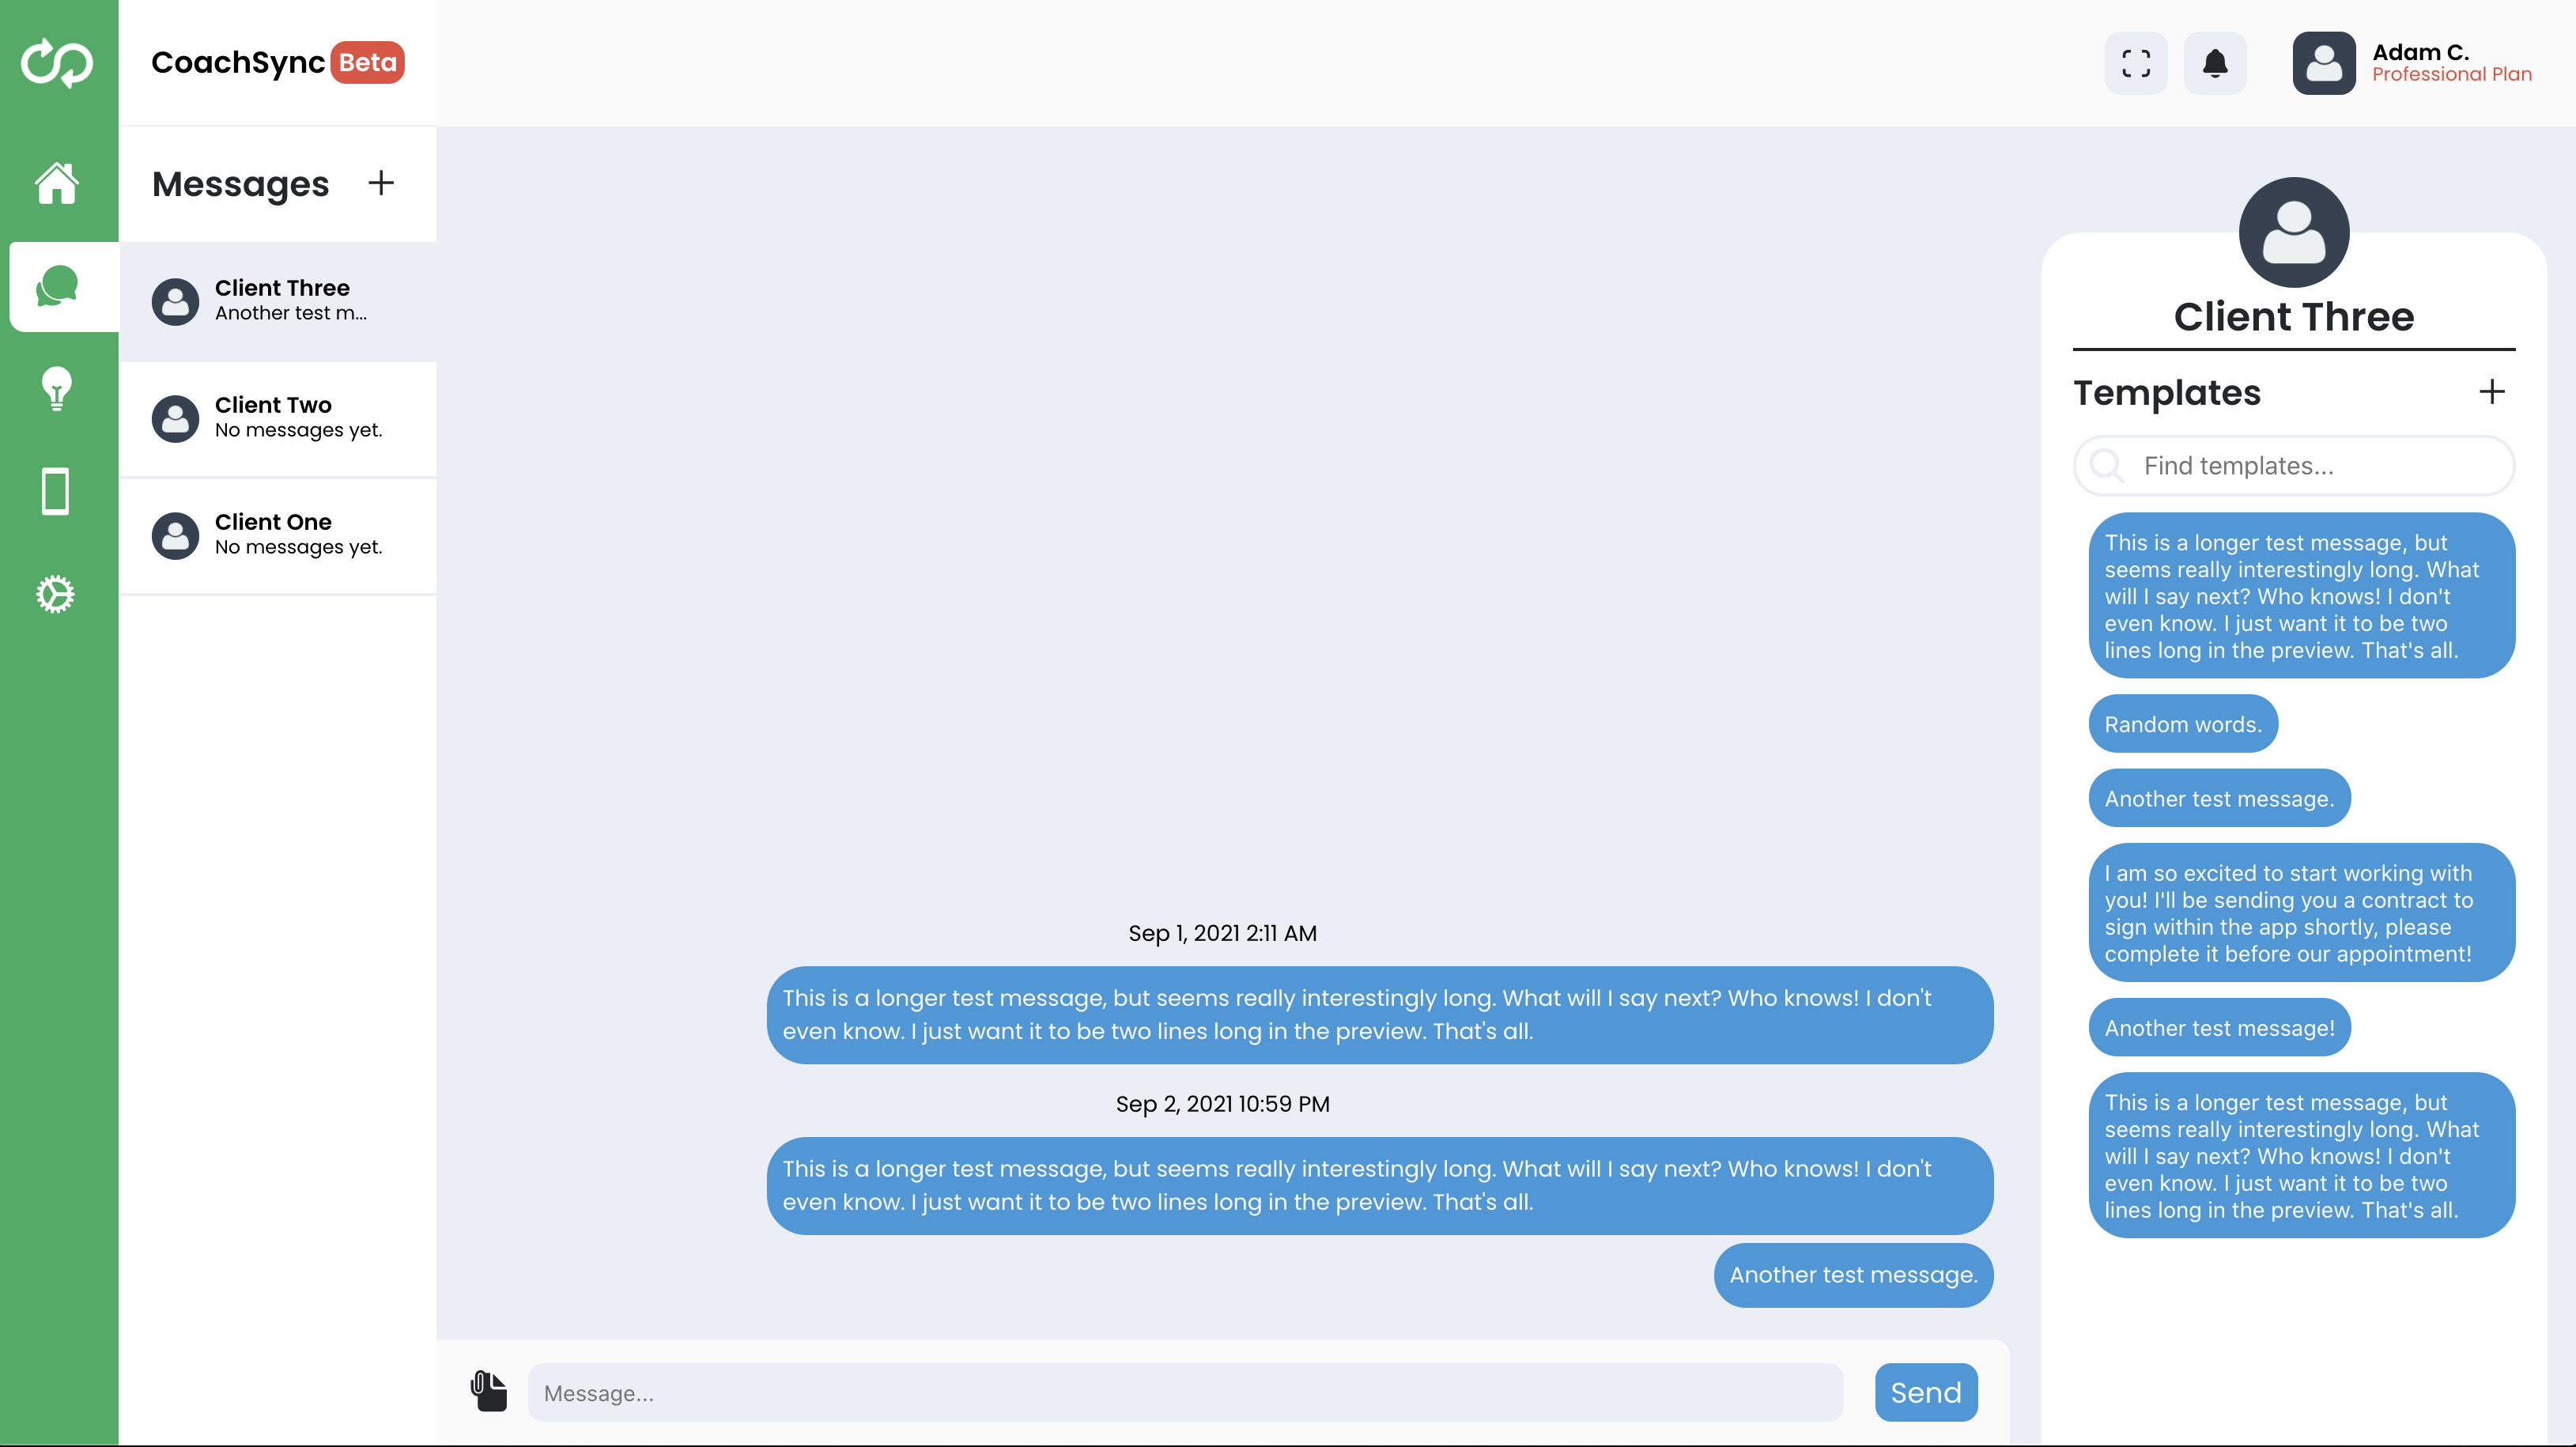 CoachSync Beta
Adam C.
Professional Plan
Messages
Client Three
Another test m...
Client Two
No messages yet.
Client One
No messages yet.
Sep 1, 2021 2:11 AM
This is a longer test message, but seems really interestingly long. What will I say next? Who knows! I don't
even know. I just want it to be two lines long in the preview. That's all.
Sep 2, 2021 10:59 PM
This is a longer test message, but seems really interestingly long. What will I say next? Who knows! I don't
even know. I just want it to be two lines long in the preview. That's all.
Another test message.
Message...
Send
Client Three
Templates
Find templates...
This is a longer test message, but
seems really interestingly long. What
will I say next? Who knows! I don't
even know. I just want it to be two
lines long in the preview. That's all.
Random words.
Another test message.
I am so excited to start working with
you! I'll be sending you a contract to
sign within the app shortly, please
complete it before our appointment!
Another test message!
This is a longer test message, but
seems really interestingly long. What
will I say next? Who knows! I don't
even know. I just want it to be two
lines long in the preview. That's all.